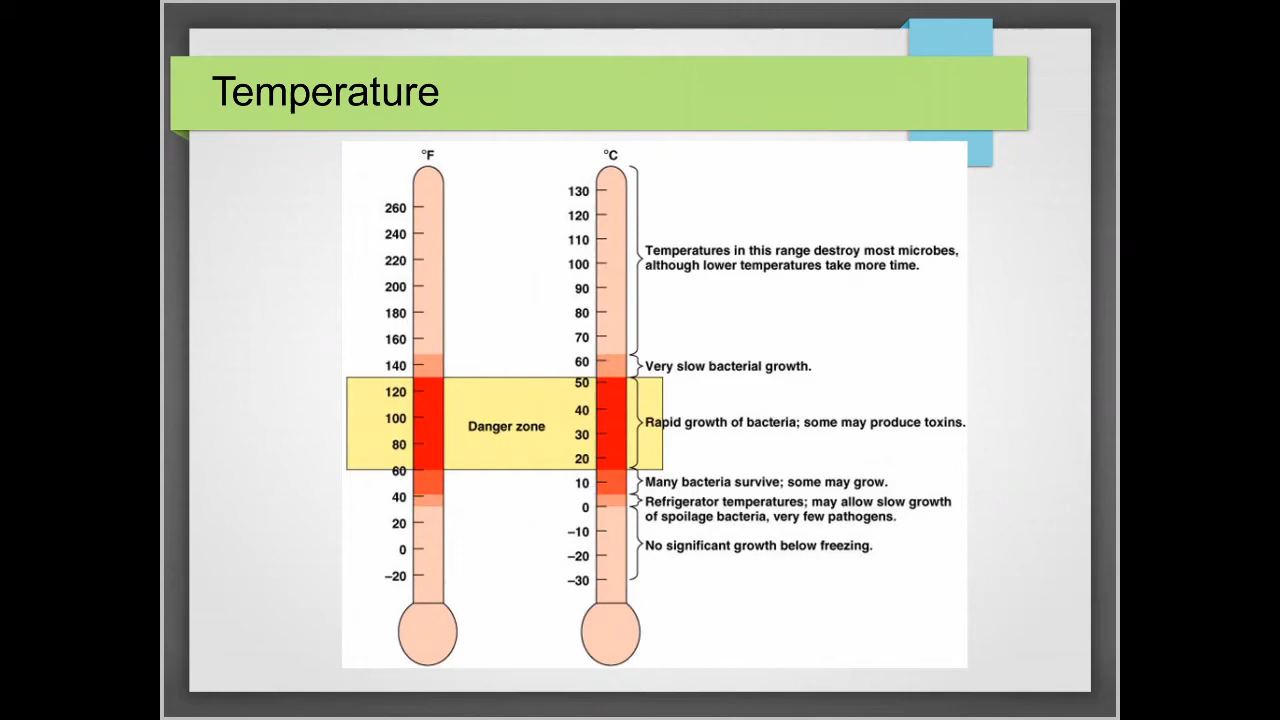 Temperature
°F
°C
260
240
220
200
180
160
140
120
100
80
60
40
20
0
–20
130
120
110
100
90
80
70
60
50
40
30
20
10
0
–10
–20
–30
Danger zone
Temperatures in this range destroy most microbes,
although lower temperatures take more time.
Very slow bacterial growth.
Rapid growth of bacteria; some may produce toxins.
Many bacteria survive; some may grow.
Refrigerator temperatures; may allow slow growth
of spoilage bacteria, very few pathogens.
No significant growth below freezing.